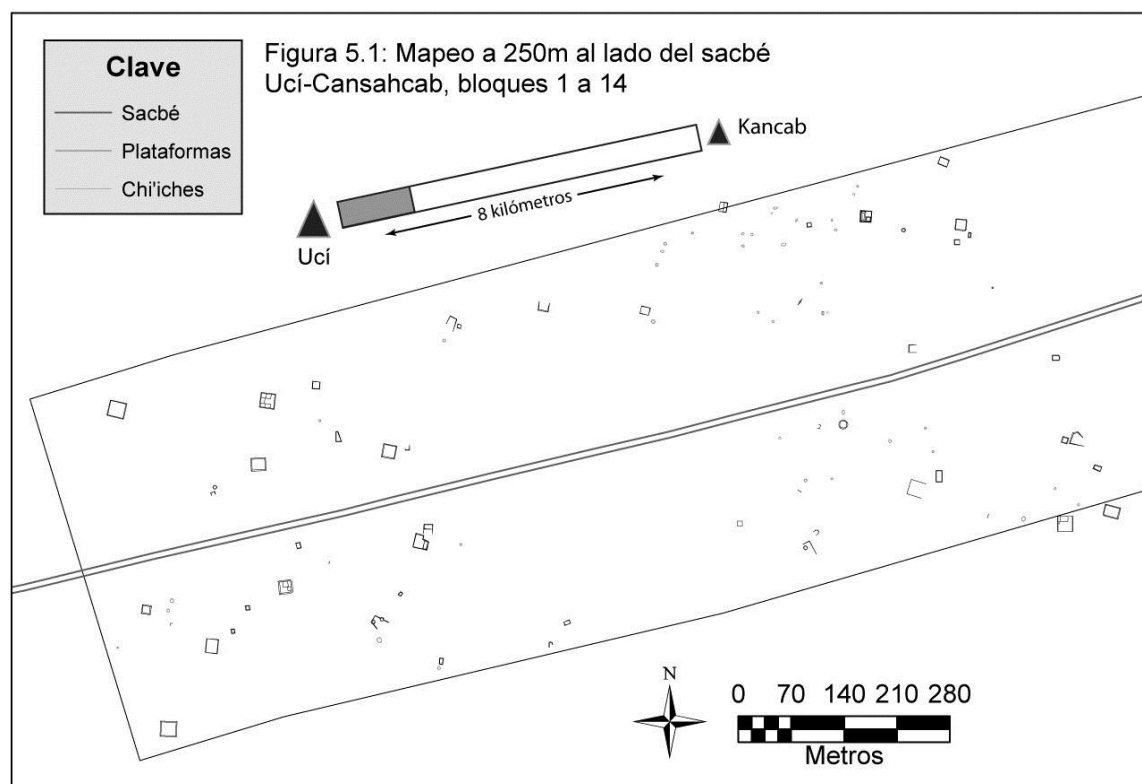 Clave
Sacbé
Plataformas
Chi'iches
Figura 5.1: Mapeo a 250m al lado del sacbé
Ucí-Cansahcab, bloques 1 a 14
Kancab
8 kilómetros
Ucí
N
0 70 140 210 280
Metros